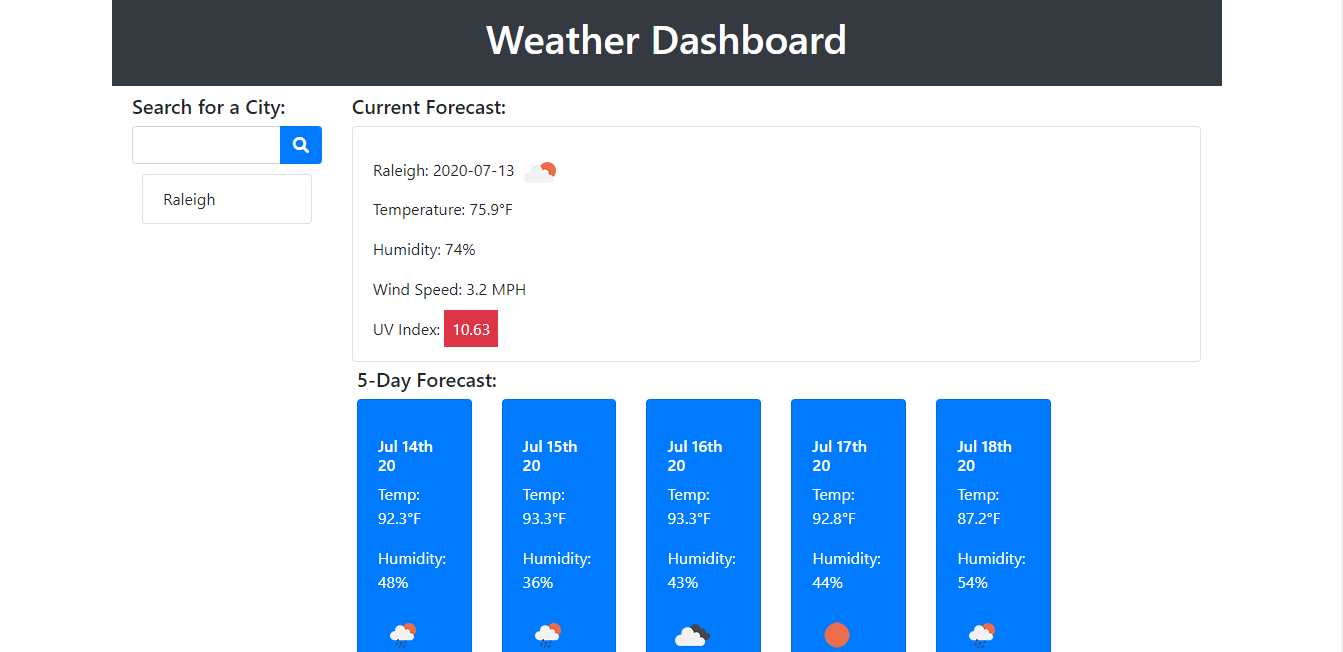 Weather Dashboard
Search for a City:
Raleigh
Current Forecast:
Raleigh: 2020-07-13
Temperature: 75.9°F
Humidity: 74%
Wind Speed: 3.2 MPH
UV Index: 10.63
5-Day Forecast:
Jul 14th
20
Temp:
92.3°F
Humidity:
48%
Jul 15th
20
Temp:
93.3°F
Humidity:
36%
Jul 16th
20
Temp:
93.3°F
Humidity:
43%
Jul 17th
20
Temp:
92.8°F
Humidity:
44%
Jul 18th
20
Temp:
87.2°F
Humidity:
54%